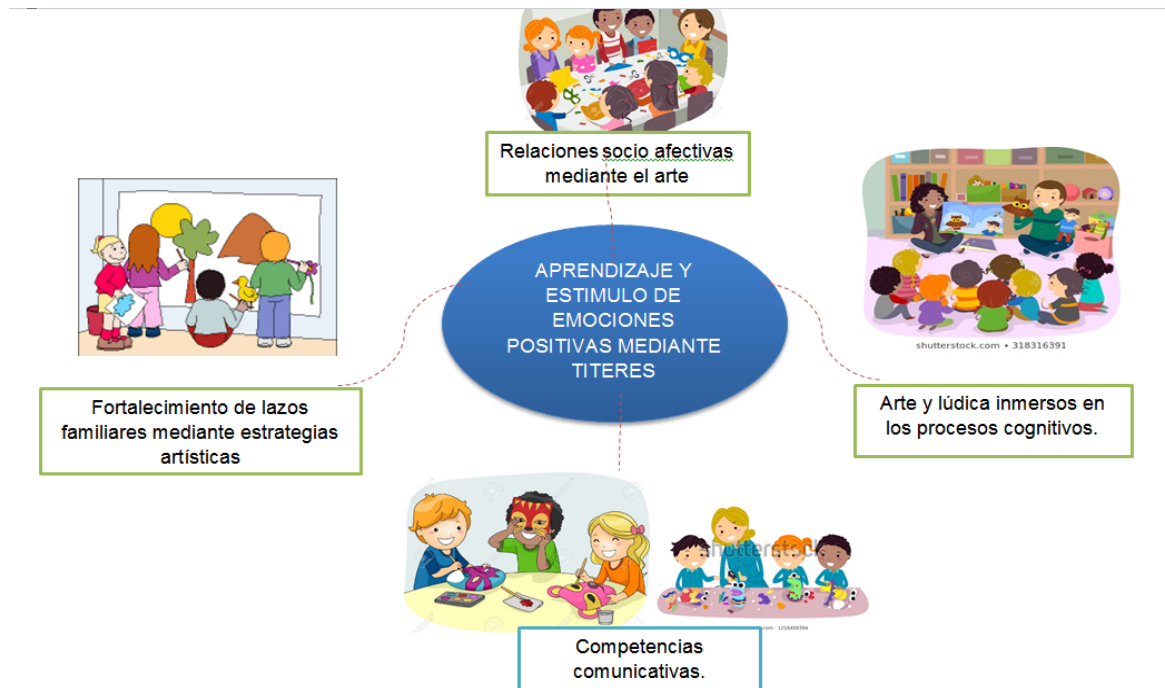 Relaciones socio afectivas
mediante el arte
APRENDIZAJE Y
ESTIMULO DE
EMOCIONES
POSITIVAS MEDIANTE
TITERES
shutterstock.com • 318316391
Fortalecimiento de lazos
familiares mediante estrategias
artísticas
Arte y lúdica inmersos en
los procesos cognitivos.
shutterstock
Competencias
comunicativas.